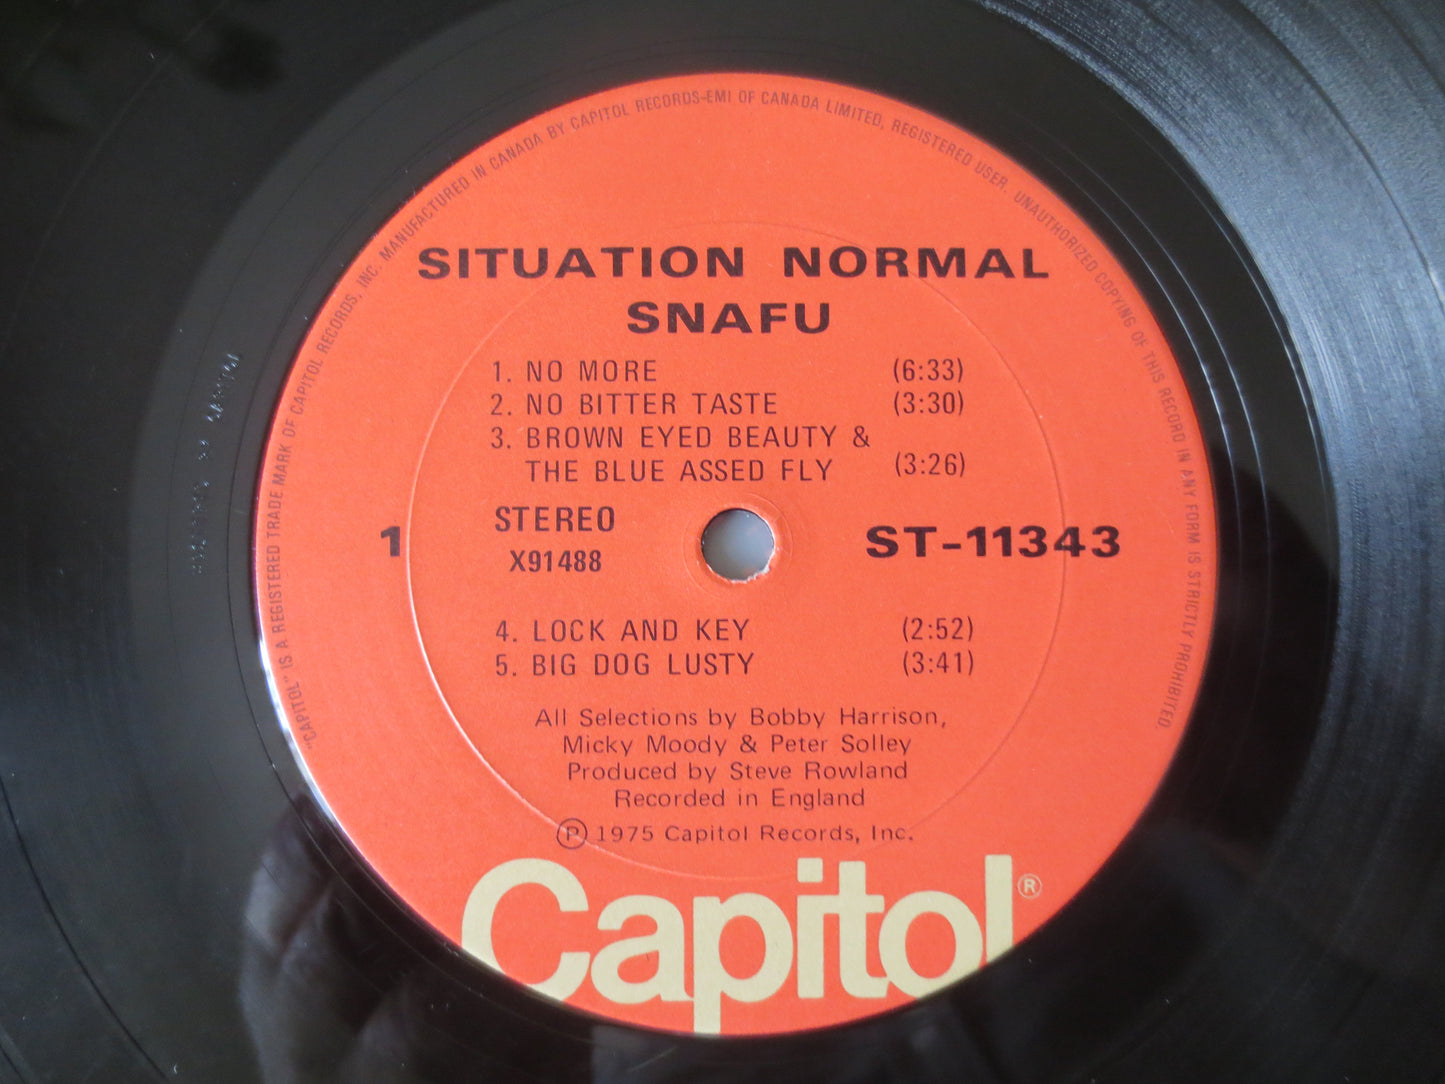 "CAPITOL" IS A REGISTERED TRADE MARK OF CAPITOL RECORDS, INC. MANUFACTURED IN CANADA BY CAPITOL RECORDS-EMI OF CANADA LIMITED, REGISTERED USER. UNAUTHORIZED COPYING OF THIS RECORD IN ANY FORM IS STRICTLY PROHIBITED.
SITUATION NORMAL
SNAFU
1. NO MORE (6:33)
2. NO BITTER TASTE (3:30)
3. BROWN EYED BEAUTY &
THE BLUE ASSED FLY (3:26)
STEREO
1 ST-11343
X91488
4. LOCK AND KEY (2:52)
5. BIG DOG LUSTY (3:41)
All Selections by Bobby Harrison,
Micky Moody & Peter Solley
Produced by Steve Rowland
Recorded in England
Ⓟ 1975 Capitol Records, Inc.
Capitol®